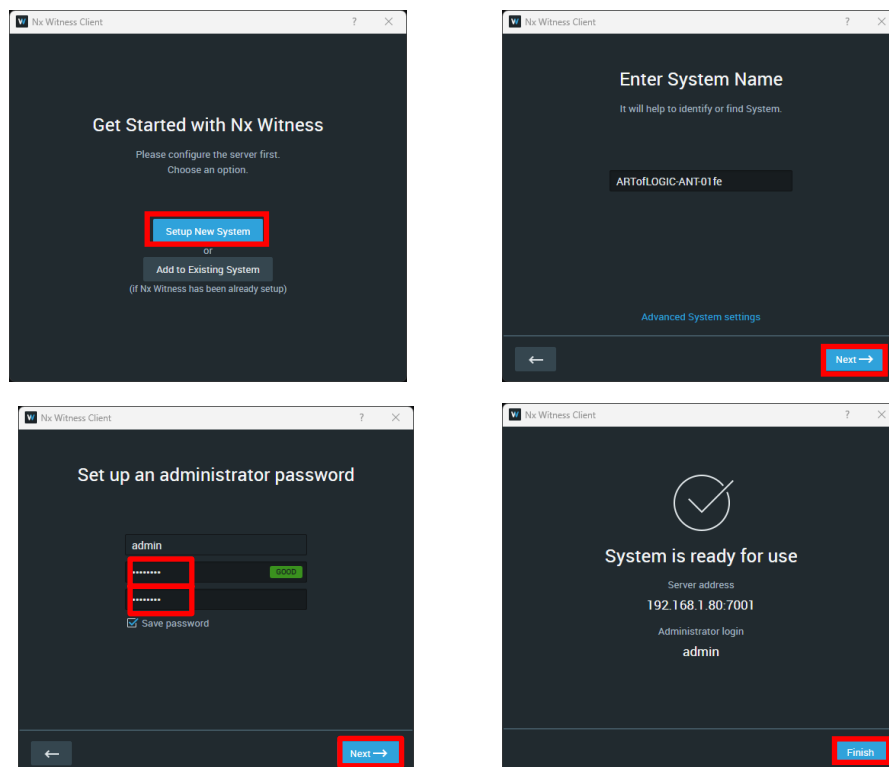 Nx Witness Client
Get Started with Nx Witness
Please configure the server first.
Choose an option.
Setup New System
or
Add to Existing System
(if Nx Witness has been already setup)
Nx Witness Client
Enter System Name
It will help to identify or find System.
ARTofLOGIC-ANT-01fe
Advanced System settings
Next
Nx Witness Client
Set up an administrator password
admin
GOOD
Save password
Next
Nx Witness Client
System is ready for use
Server address
192.168.1.80:7001
Administrator login
admin
Finish